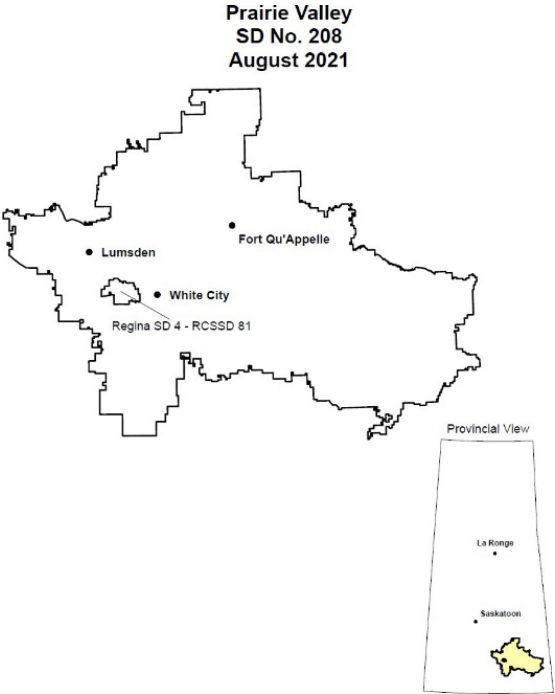 Prairie Valley
SD No. 208
August 2021
Fort Qu'Appelle
Lumsden
White City
Regina SD 4 - RCSSD 81
Provincial View
La Ronge
Saskatoon